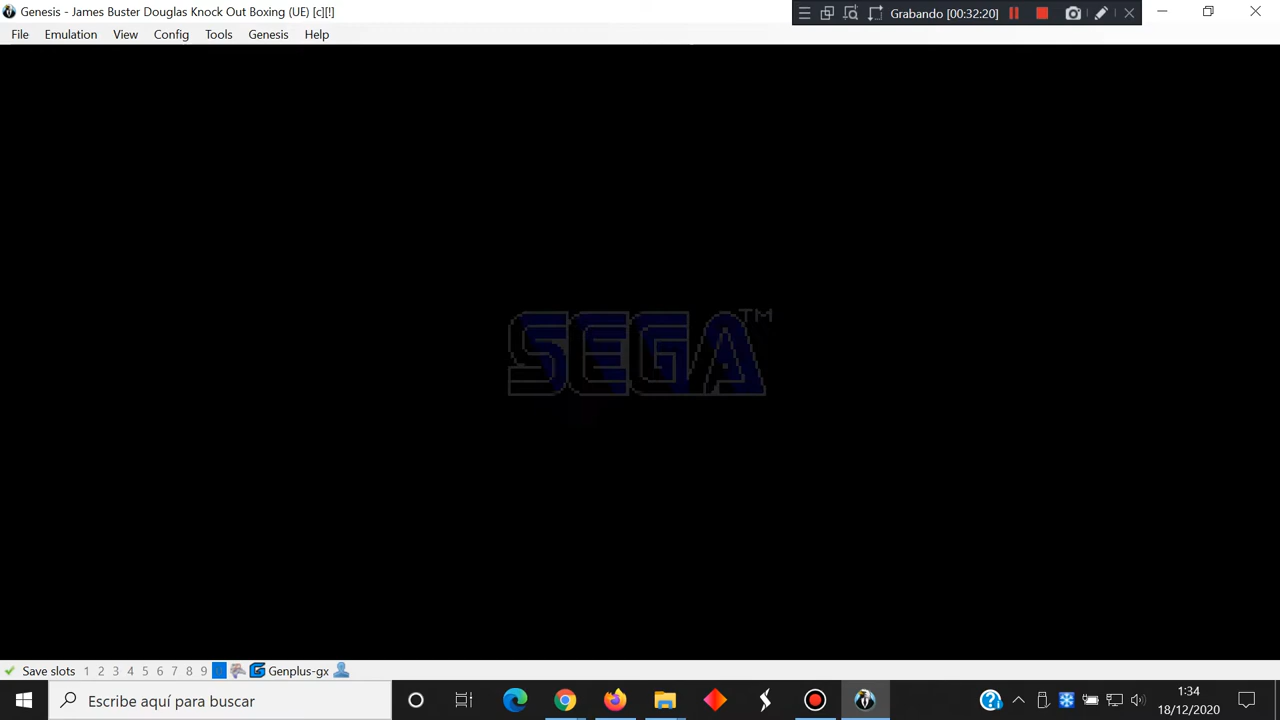 Genesis - James Buster Douglas Knock Out Boxing (UE) [c][!]
Grabando [00:32:20]
File Emulation View Config Tools Genesis Help
SEGA™
Save slots 1 2 3 4 5 6 7 8 9 Genplus-gx
Escribe aquí para buscar
1:34
18/12/2020